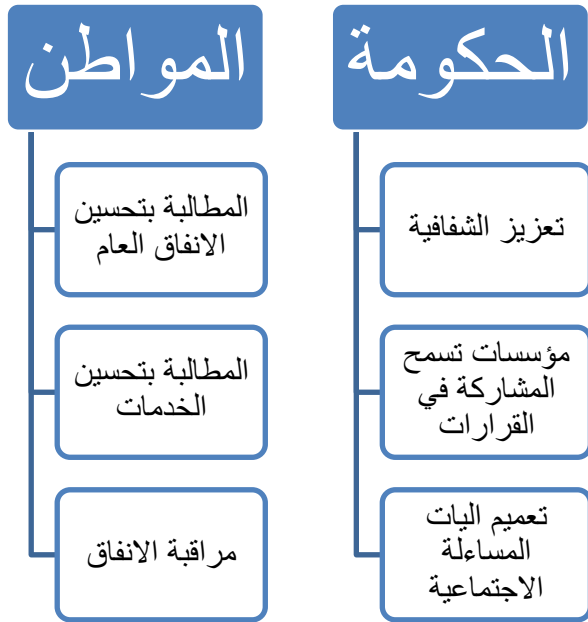 الحكومة
تعزيز الشفافية
مؤسسات تسمح
المشاركة في
القرارات
تعميم اليات
المساءلة
الاجتماعية
المواطن
المطالبة بتحسين
الانفاق العام
المطالبة بتحسين
الخدمات
مراقبة الانفاق